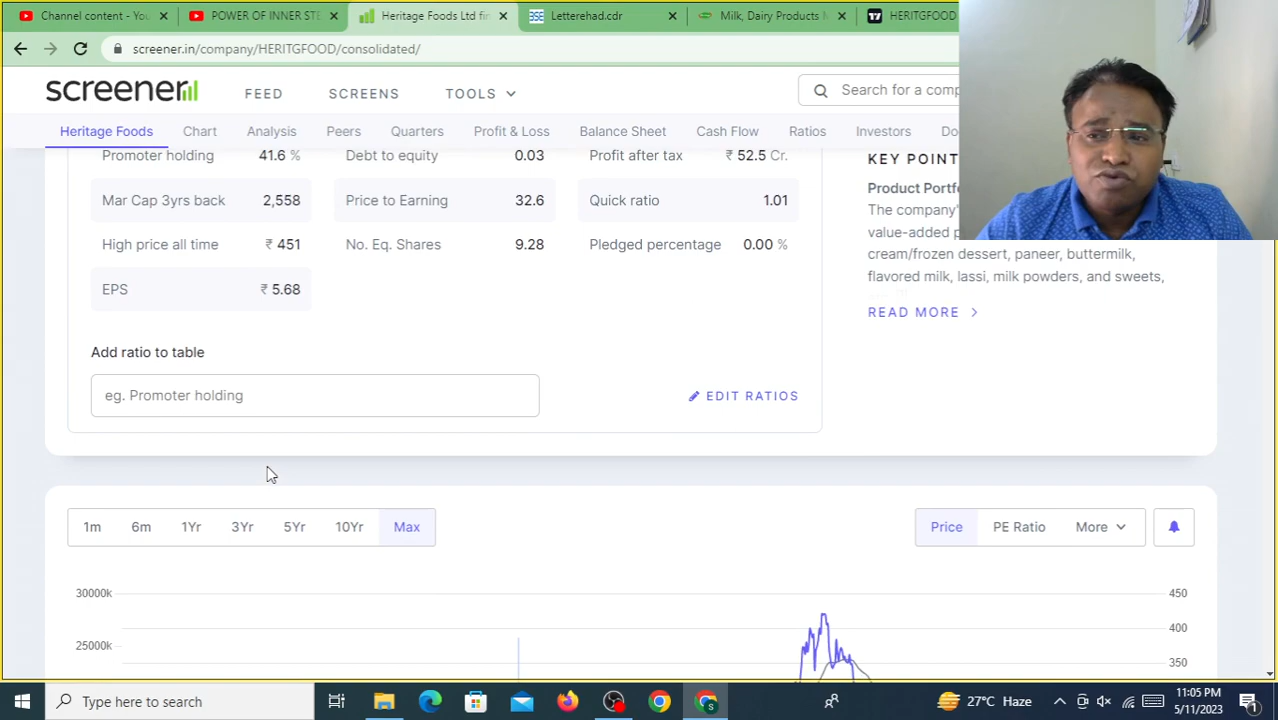 Channel content - You
POWER OF INNER STE
Heritage Foods Ltd fin
Letterehad.cdr
Milk, Dairy Products M
HERITGFOOD
screener.in/company/HERITGFOOD/consolidated/
screener
FEED
SCREENS
TOOLS
Search for a comp
Heritage Foods
Chart
Analysis
Peers
Quarters
Profit & Loss
Balance Sheet
Cash Flow
Ratios
Investors
Do
Promoter holding 41.6 %
Debt to equity 0.03
Profit after tax ₹ 52.5 Cr.
Mar Cap 3yrs back 2,558
Price to Earning 32.6
Quick ratio 1.01
High price all time ₹ 451
No. Eq. Shares 9.28
Pledged percentage 0.00 %
EPS ₹ 5.68
KEY POINT
Product Portfo
The company'
value-added p
cream/frozen dessert, paneer, buttermilk,
flavored milk, lassi, milk powders, and sweets,
READ MORE
Add ratio to table
eg. Promoter holding
EDIT RATIOS
1m 6m 1Yr 3Yr 5Yr 10Yr Max
Price PE Ratio More
30000k
450
400
25000k
350
Type here to search
27°C Haze
11:05 PM
5/11/2023
1